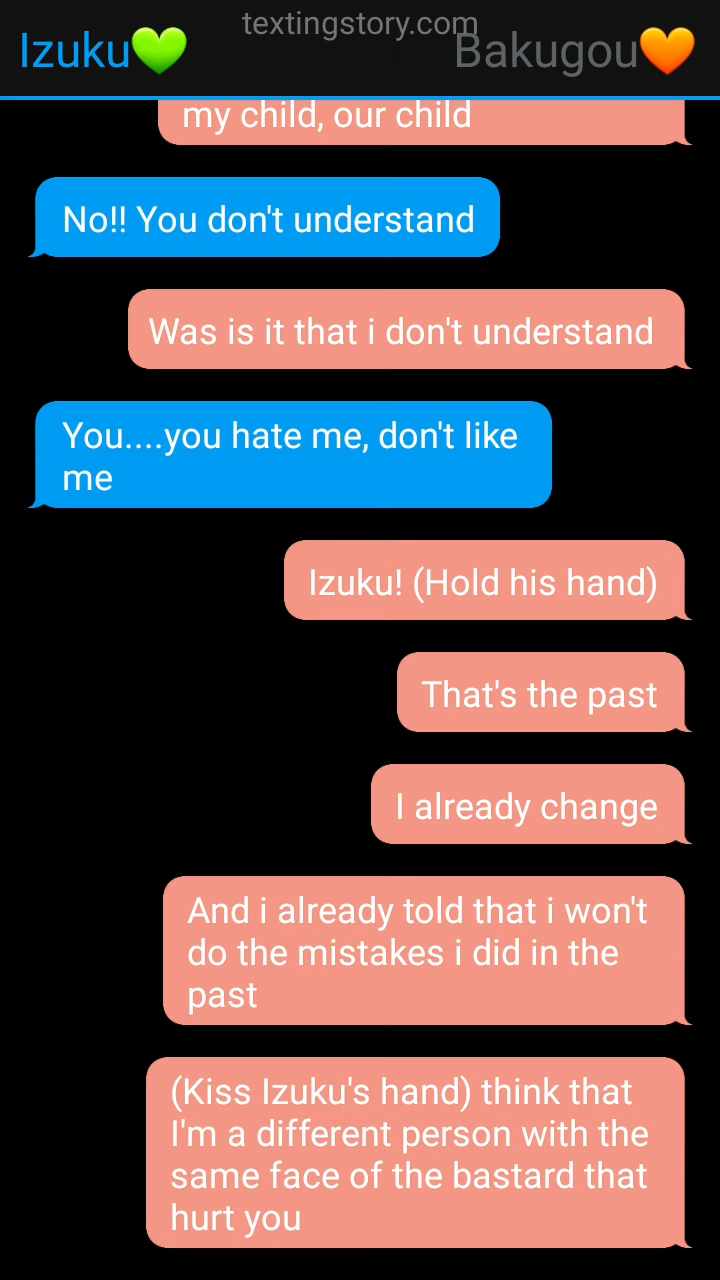 textingstory.com
Izuku💚
Bakugou🧡
my child, our child
No!! You don't understand
Was is it that i don't understand
You....you hate me, don't like
me
Izuku! (Hold his hand)
That's the past
I already change
And i already told that i won't
do the mistakes i did in the
past
(Kiss Izuku's hand) think that
I'm a different person with the
same face of the bastard that
hurt you